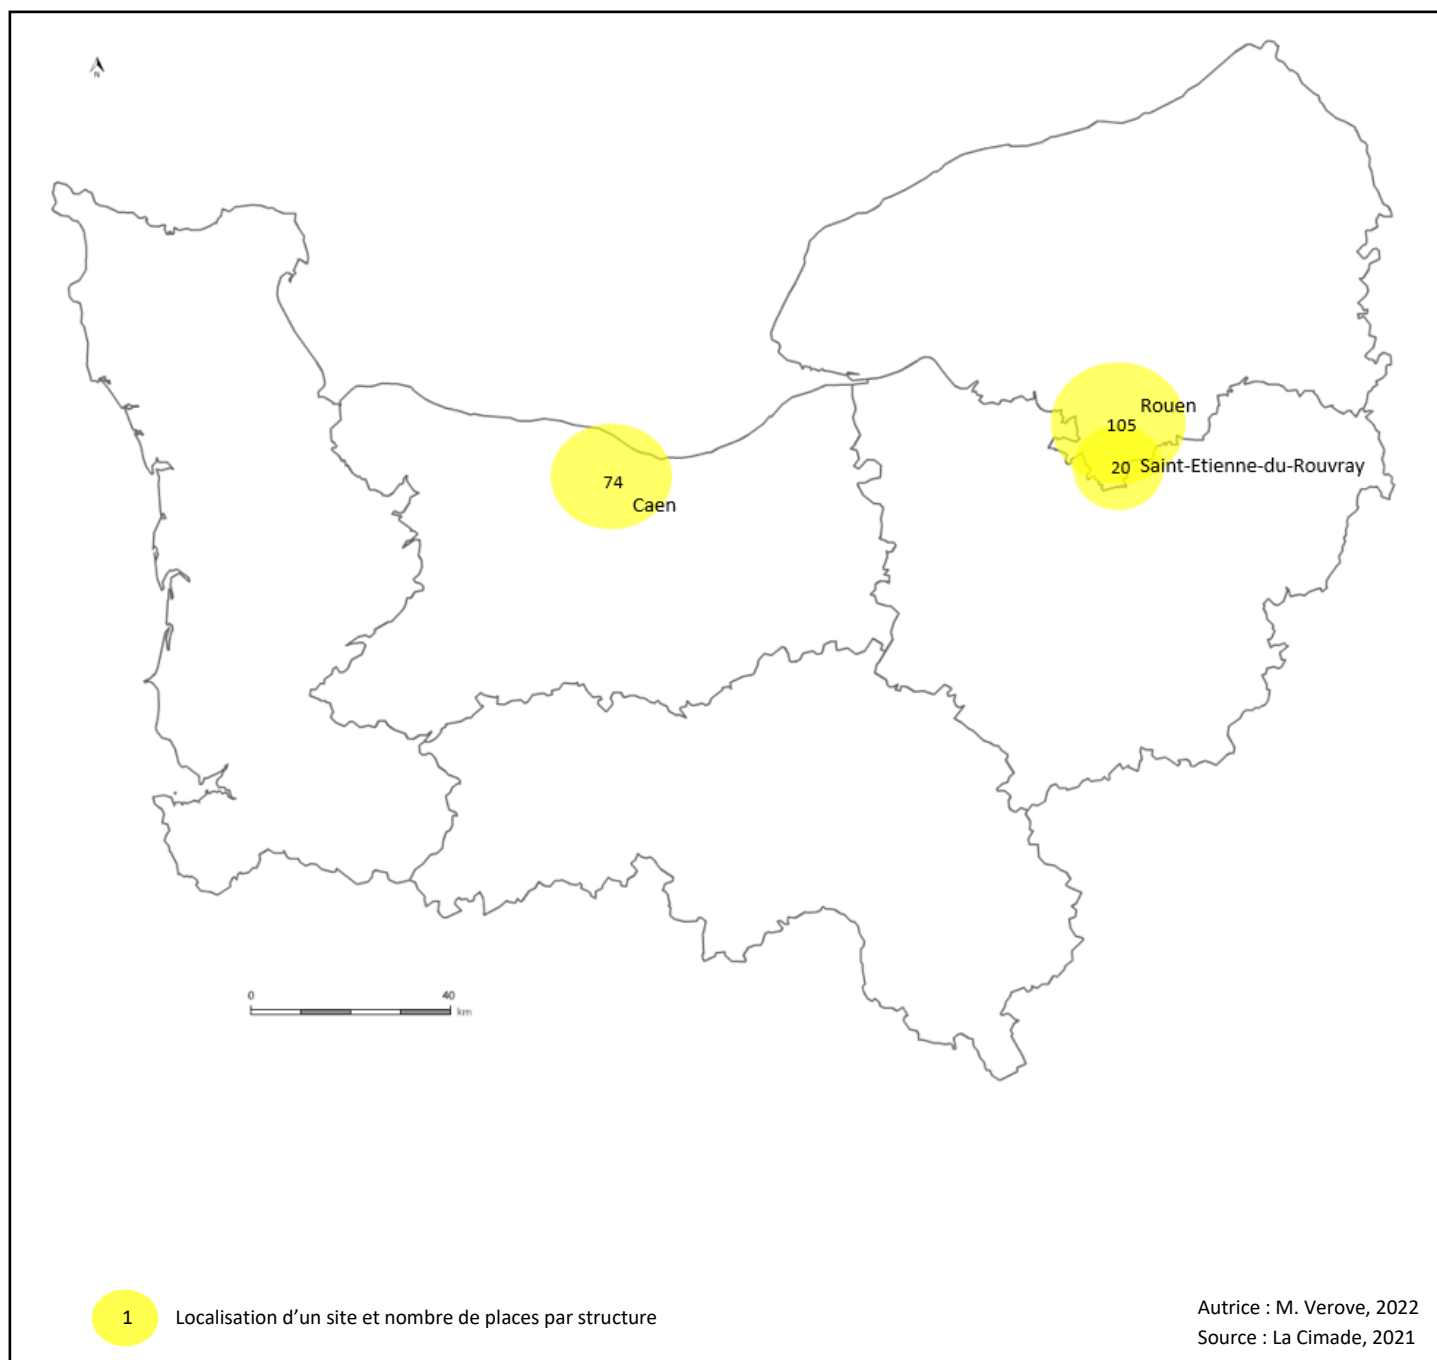 N
Rouen
105
20 Saint-Etienne-du-Rouvray
74
Caen
0 40
km
1 Localisation d’un site et nombre de places par structure
Autrice : M. Verove, 2022
Source : La Cimade, 2021